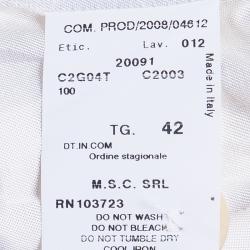 COM. PROD/2008/04612
Etic. Lav. 012
20091
C2G04T C2003
100
Made in Italy
TG. 42
DT.IN.COM
Ordine stagionale
M.S.C. SRL
RN103723
DO NOT WASH
DO NOT BLEACH
DO NOT TUMBLE DRY
COOL IRON